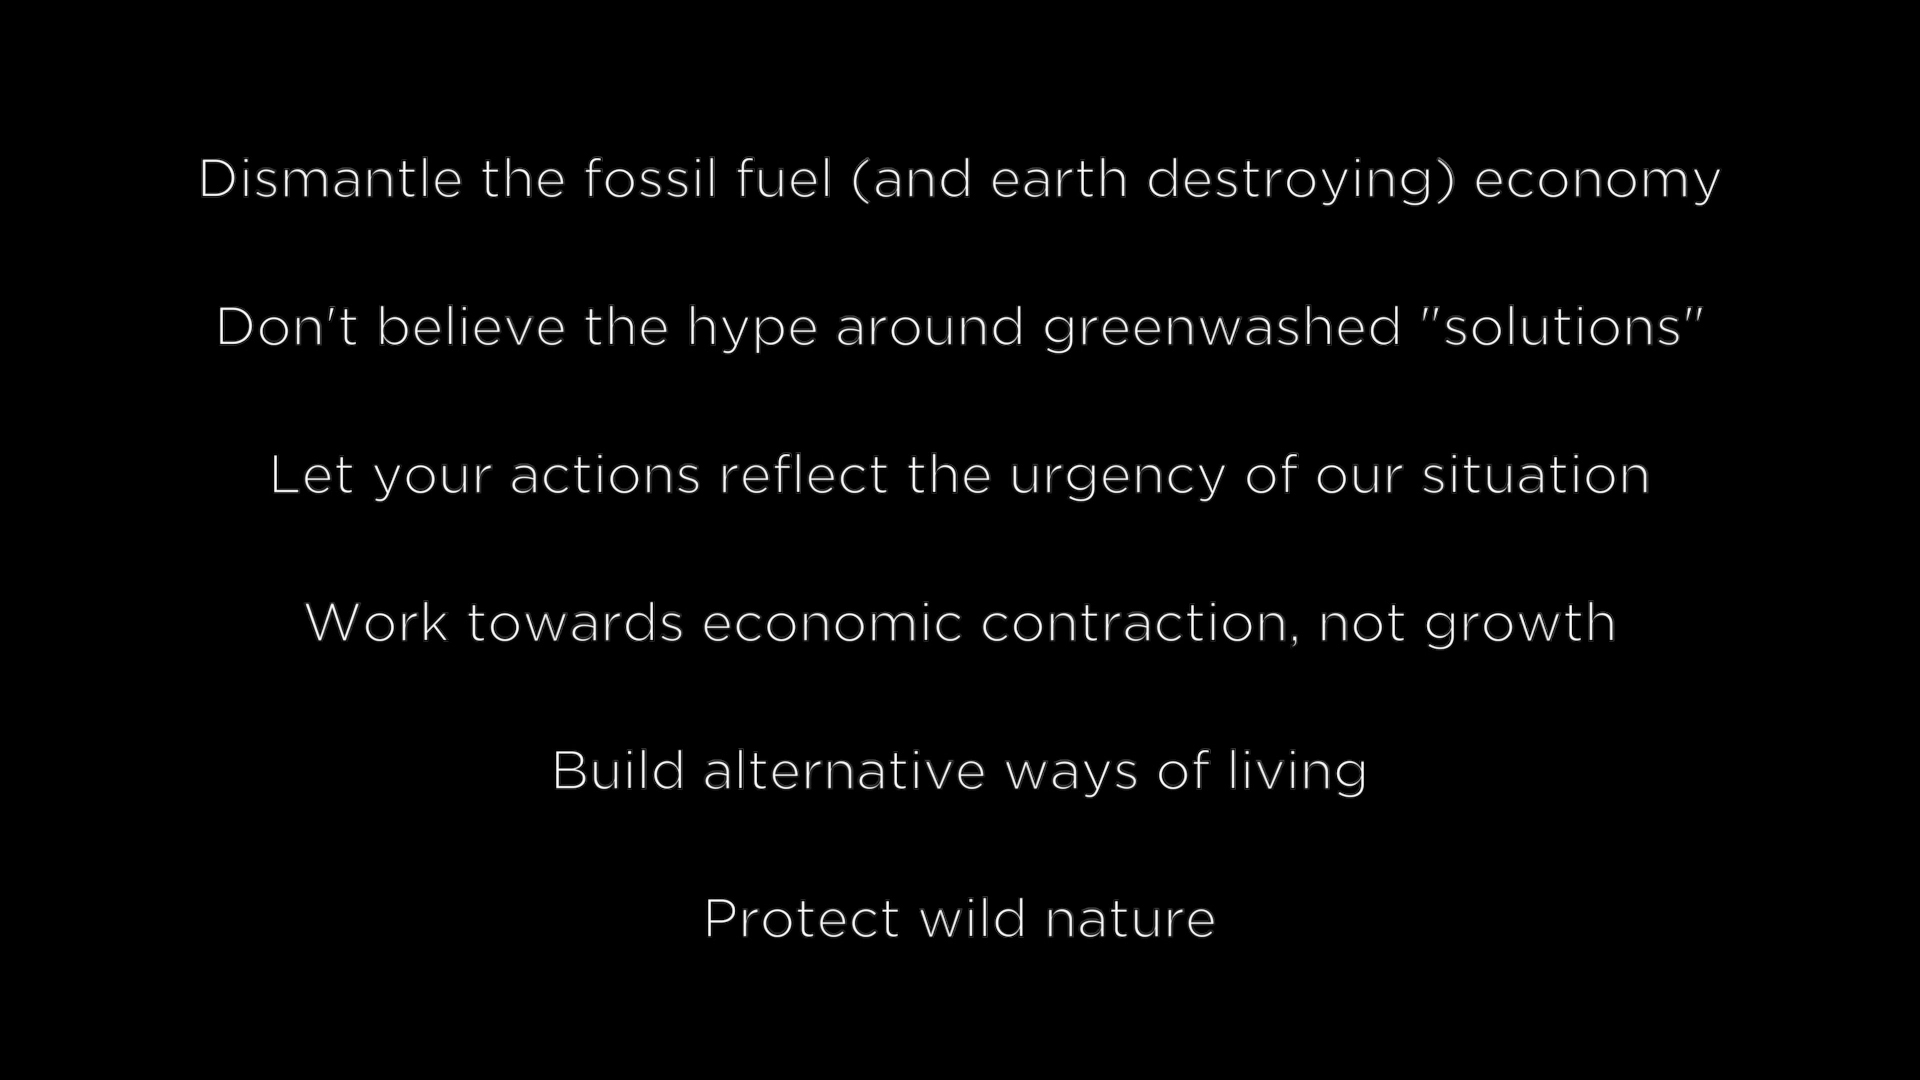 Dismantle the fossil fuel (and earth destroying) economy
Don't believe the hype around greenwashed "solutions"
Let your actions reflect the urgency of our situation
Work towards economic contraction, not growth
Build alternative ways of living
Protect wild nature